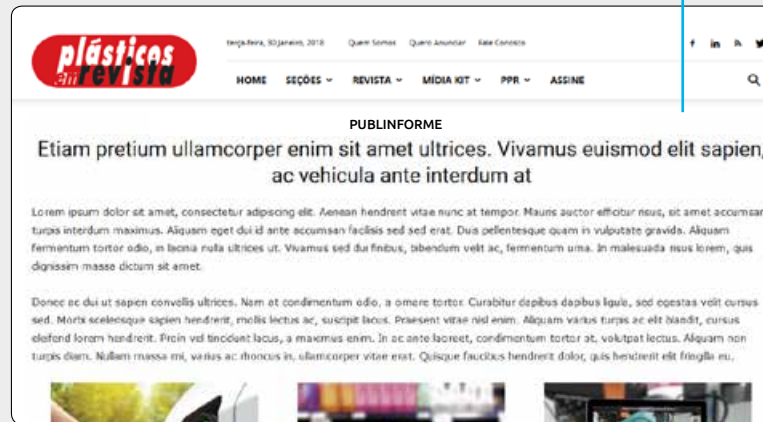 plásticos
em revista
terça-feira, 30 Janeiro, 2018 Quem Somos Quero Anunciar Fale Conosco
HOME SEÇÕES REVISTA MÍDIA KIT PPR ASSINE
PUBLINFORME
Etiam pretium ullamcorper enim sit amet ultrices. Vivamus euismod elit sapien,
ac vehicula ante interdum at
Lorem ipsum dolor sit amet, consectetur adipiscing elit. Aenean hendrerit vitae nunc at tempor. Mauris auctor efficitur risus, sit amet accumsan
turpis interdum maximus. Aliquam eget dui id ante accumsan facilisis sed sed erat. Duis pellentesque quam in vulputate gravida. Aliquam
fermentum tortor odio, in lacinia nulla ultrices ut. Vivamus sed dui finibus, bibendum velit ac, fermentum urna. In malesuada risus lorem, quis
dignissim massa dictum sit amet.
Donec ac dui ut sapien convallis ultrices. Nam at condimentum odio, a ornare tortor. Curabitur dapibus dapibus ligula, sed egestas velit cursus
sed. Morbi scelerisque sapien hendrerit, mollis lectus ac, suscipit lacus. Praesent vitae nisl enim. Aliquam varius turpis ac elit blandit, cursus
eleifend lorem hendrerit. Proin vel tincidunt lacus, a maximus enim. In ac ante laoreet, condimentum tortor at, volutpat lectus. Aliquam non
turpis diam. Nullam massa mi, varius ac rhoncus in, ullamcorper vitae erat. Quisque faucibus hendrerit dolor, quis hendrerit elit fringilla eu.